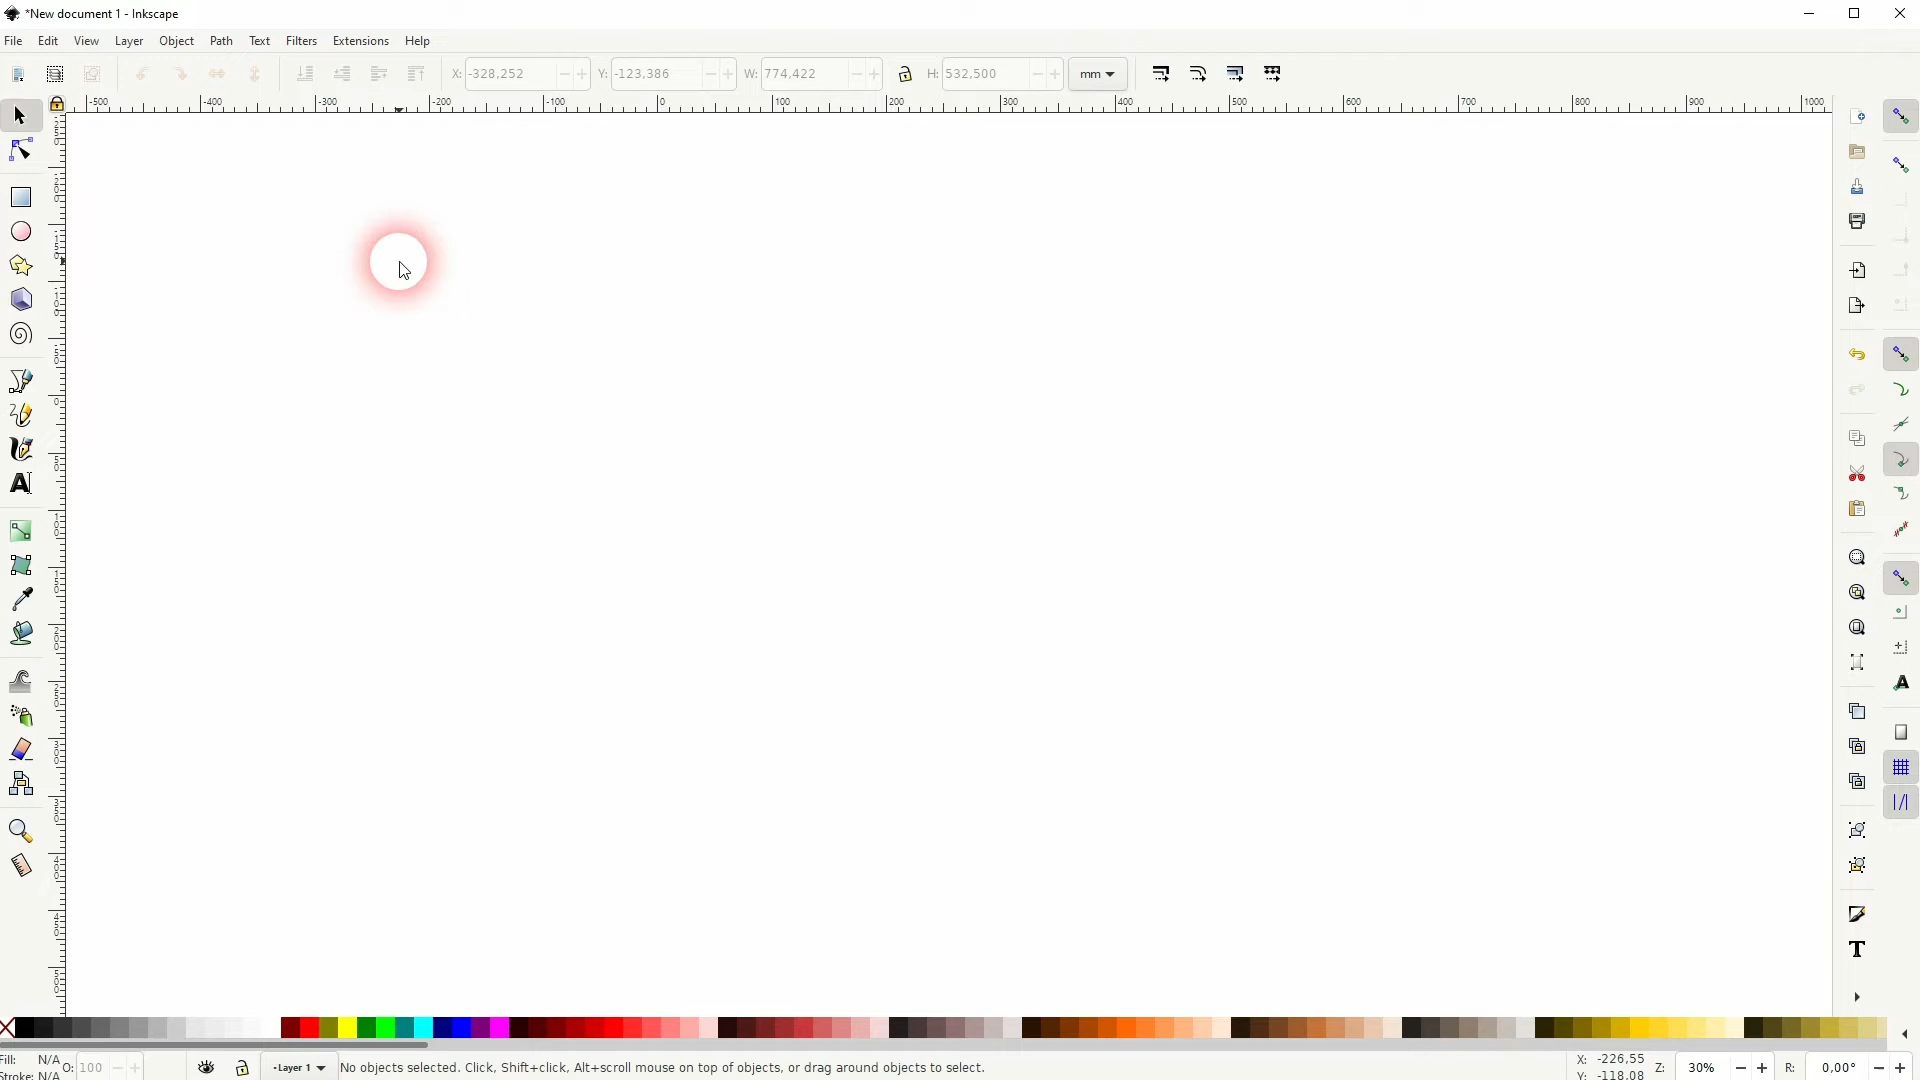 *New document 1 - Inkscape
File Edit View Layer Object Path Text Filters Extensions Help
X: -328,252 Y: -123,386 W: 774,422 H: 532,500 mm
-500 -400 -300 -200 -100 0 100 200 300 400 500 600 700 800 900 1000
Fill: N/A
Stroke: N/A
O: 100
•Layer 1
No objects selected. Click, Shift+click, Alt+scroll mouse on top of objects, or drag around objects to select.
X: -226,55
Y: -118,08
Z: 30%
R: 0,00°